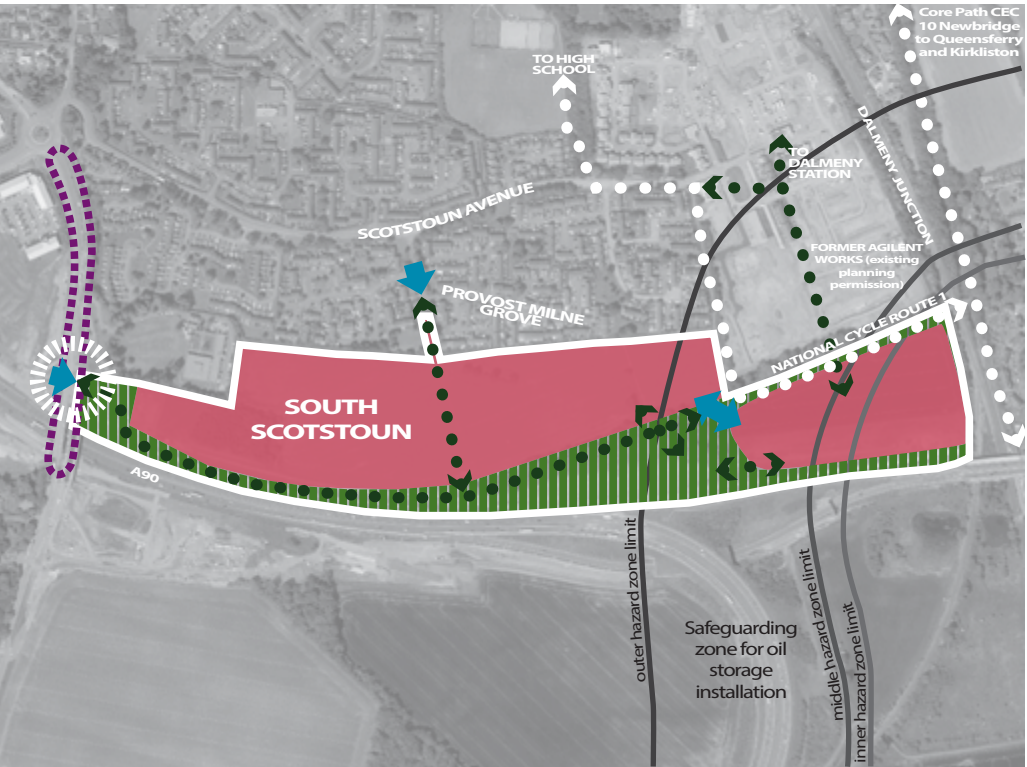 Core Path CEC
10 Newbridge
to Queensferry
and Kirkliston
TO HIGH
SCHOOL
DALMENY JUNCTION
TO
DALMENY
STATION
SCOTSTOUN AVENUE
FORMER AGILENT
WORKS (existing
planning
permission)
PROVOST MILNE
GROVE
NATIONAL CYCLE ROUTE 1
SOUTH
SCOTSTOUN
A90
outer hazard zone limit
Safeguarding
zone for oil
storage
installation
middle hazard zone limit
inner hazard zone limit